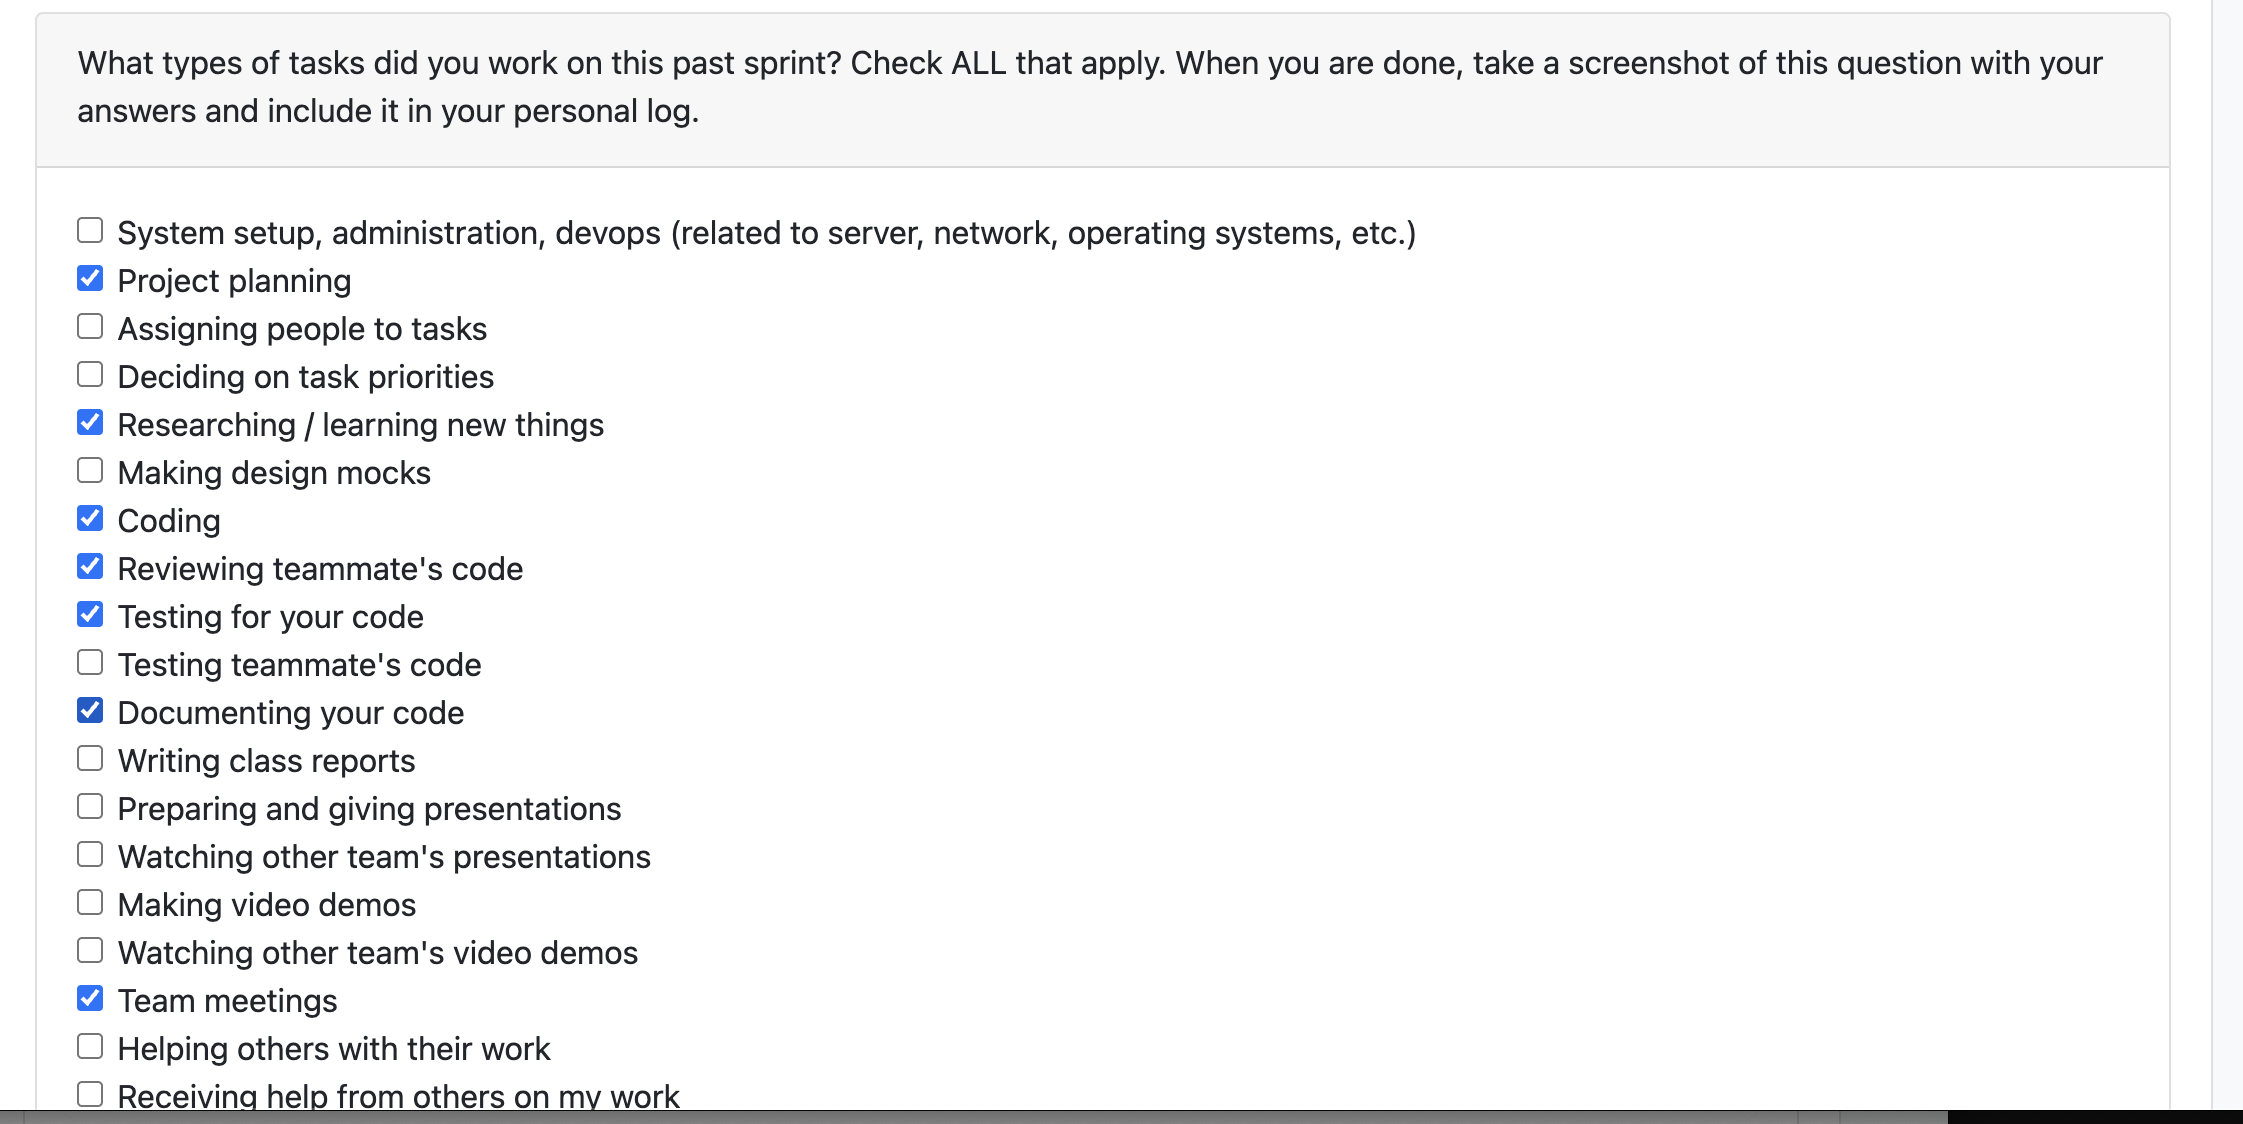 What types of tasks did you work on this past sprint? Check ALL that apply. When you are done, take a screenshot of this question with your
answers and include it in your personal log.
System setup, administration, devops (related to server, network, operating systems, etc.)
Project planning
Assigning people to tasks
Deciding on task priorities
Researching / learning new things
Making design mocks
Coding
Reviewing teammate's code
Testing for your code
Testing teammate's code
Documenting your code
Writing class reports
Preparing and giving presentations
Watching other team's presentations
Making video demos
Watching other team's video demos
Team meetings
Helping others with their work
Receiving help from others on my work